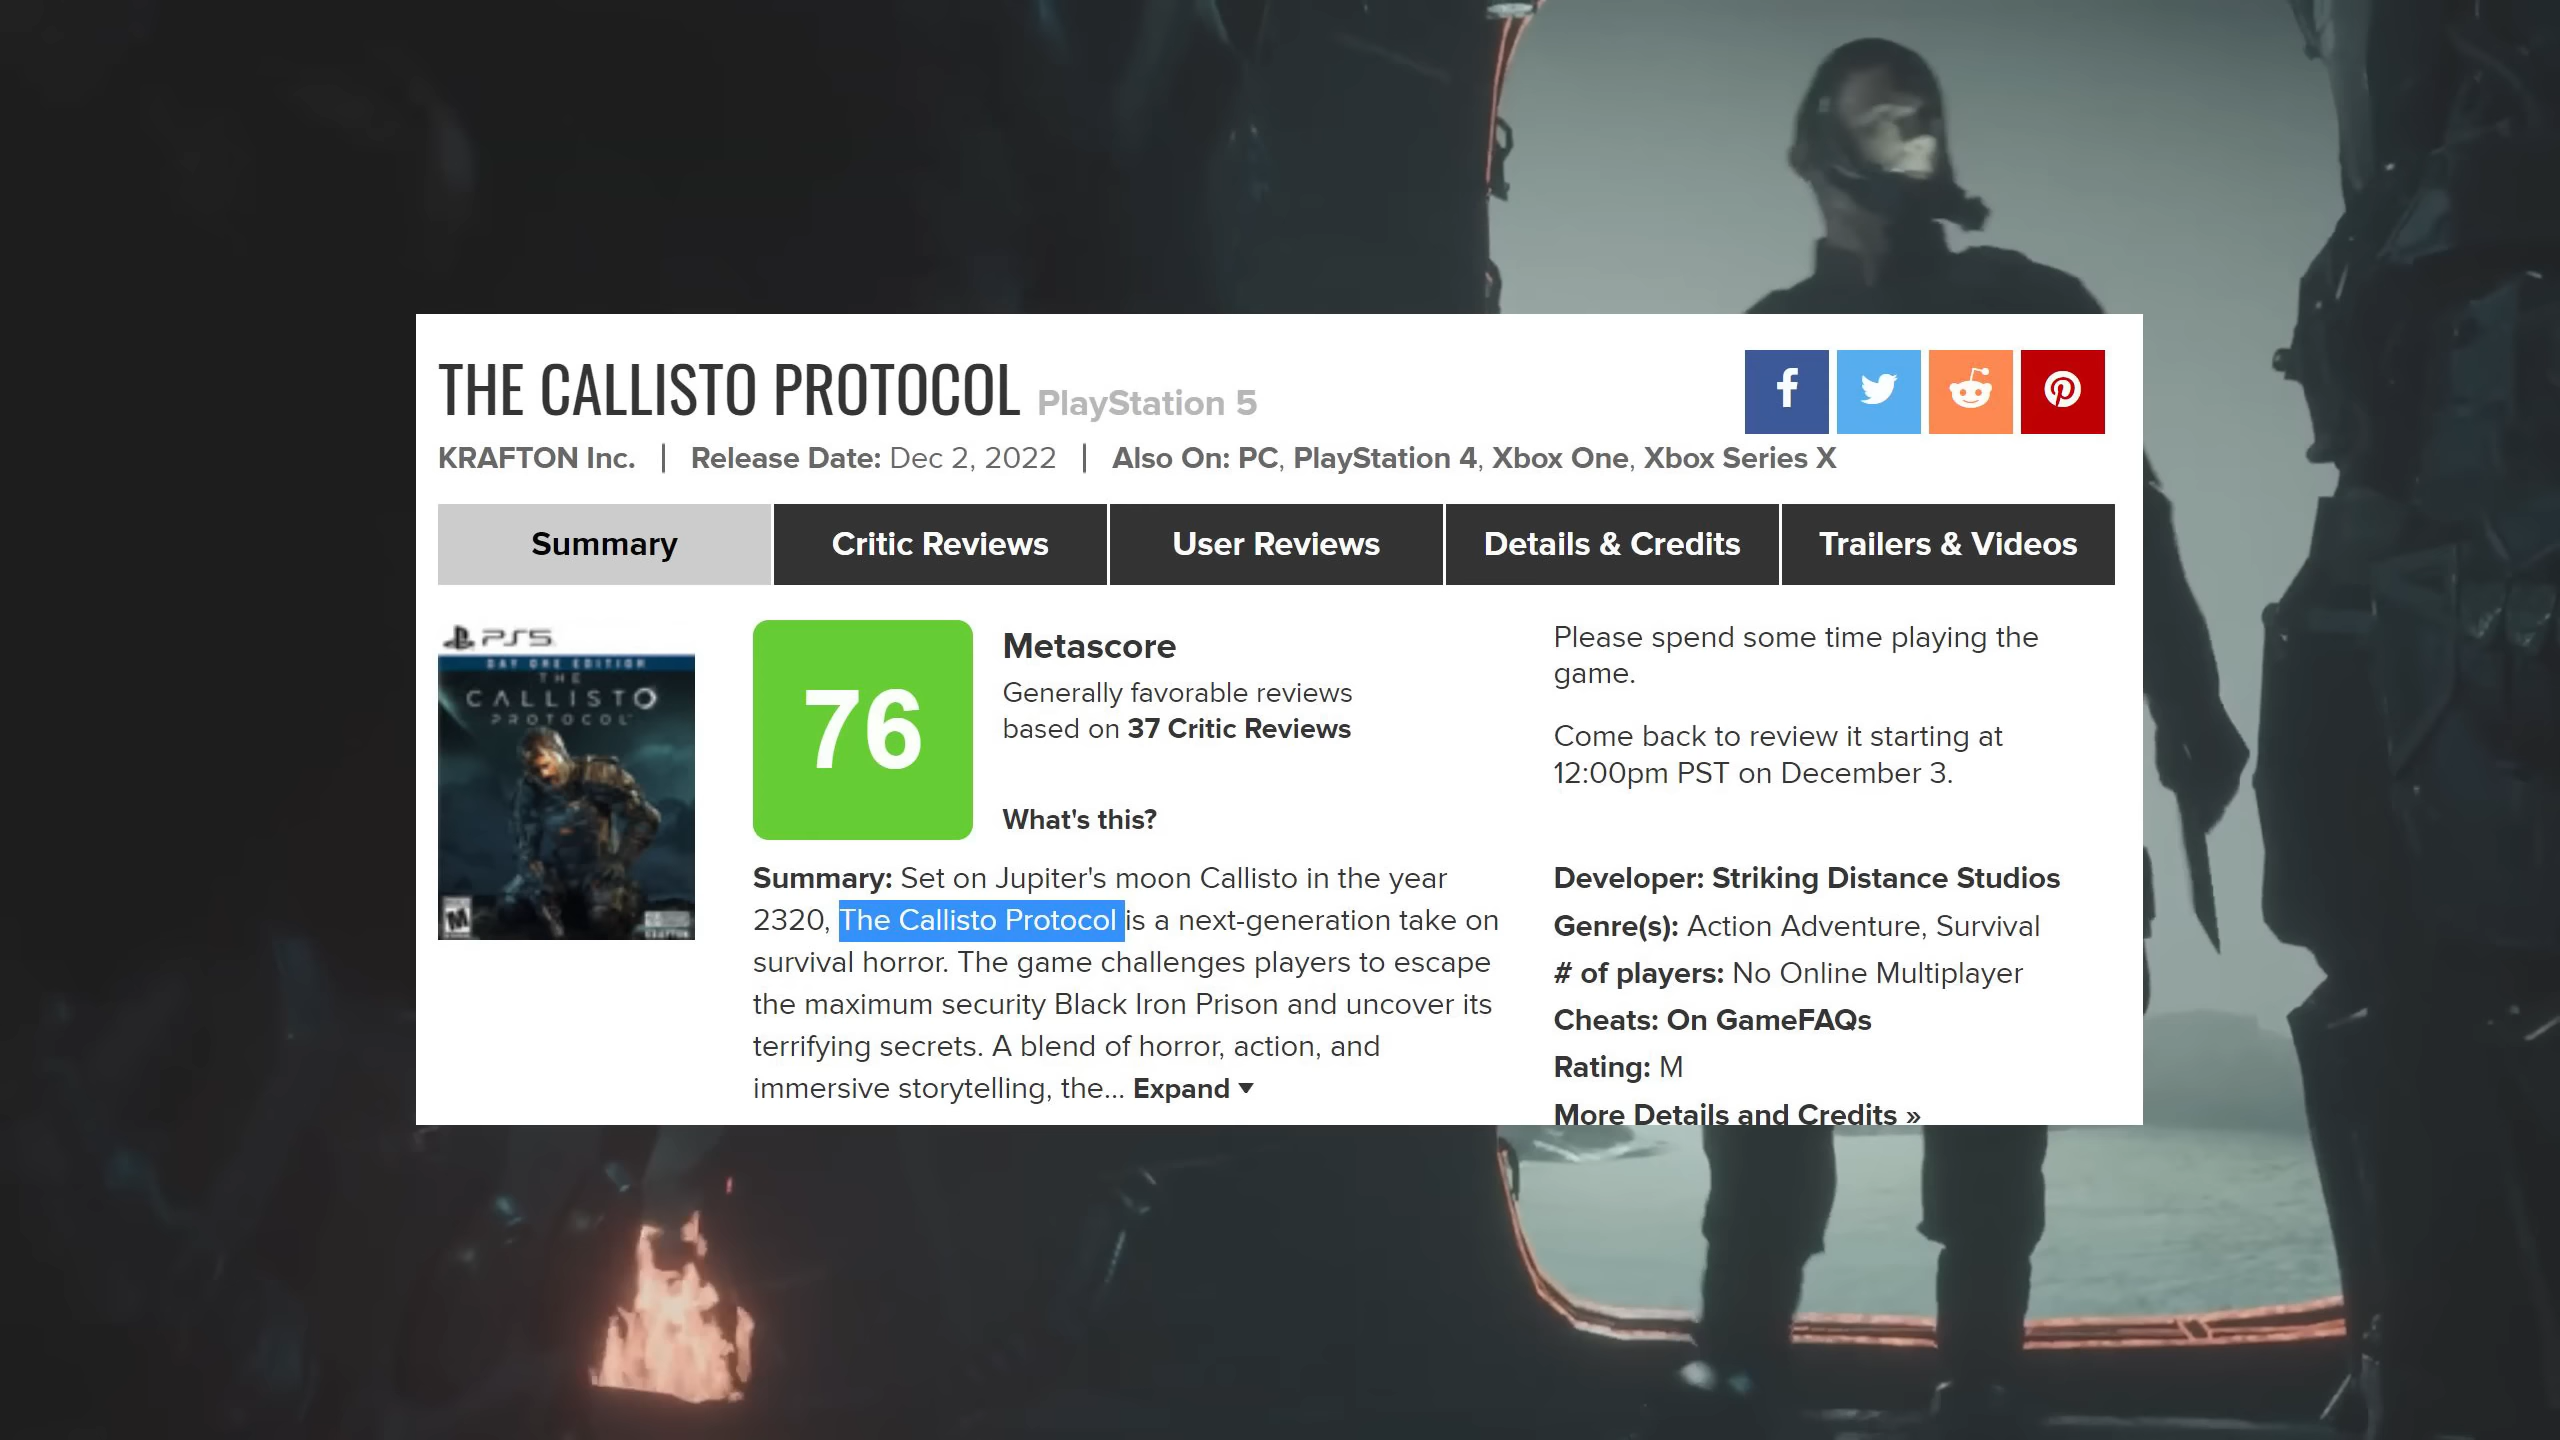 THE CALLISTO PROTOCOL PlayStation 5
KRAFTON Inc. | Release Date: Dec 2, 2022 | Also On: PC, PlayStation 4, Xbox One, Xbox Series X
Summary
Critic Reviews
User Reviews
Details & Credits
Trailers & Videos
PS5
DAY ONE EDITION
THE
CALLISTO
PROTOCOL
M
76
Metascore
Generally favorable reviews
based on 37 Critic Reviews
What's this?
Summary: Set on Jupiter's moon Callisto in the year
2320, The Callisto Protocol is a next-generation take on
survival horror. The game challenges players to escape
the maximum security Black Iron Prison and uncover its
terrifying secrets. A blend of horror, action, and
immersive storytelling, the... Expand
Please spend some time playing the
game.
Come back to review it starting at
12:00pm PST on December 3.
Developer: Striking Distance Studios
Genre(s): Action Adventure, Survival
# of players: No Online Multiplayer
Cheats: On GameFAQs
Rating: M
More Details and Credits »